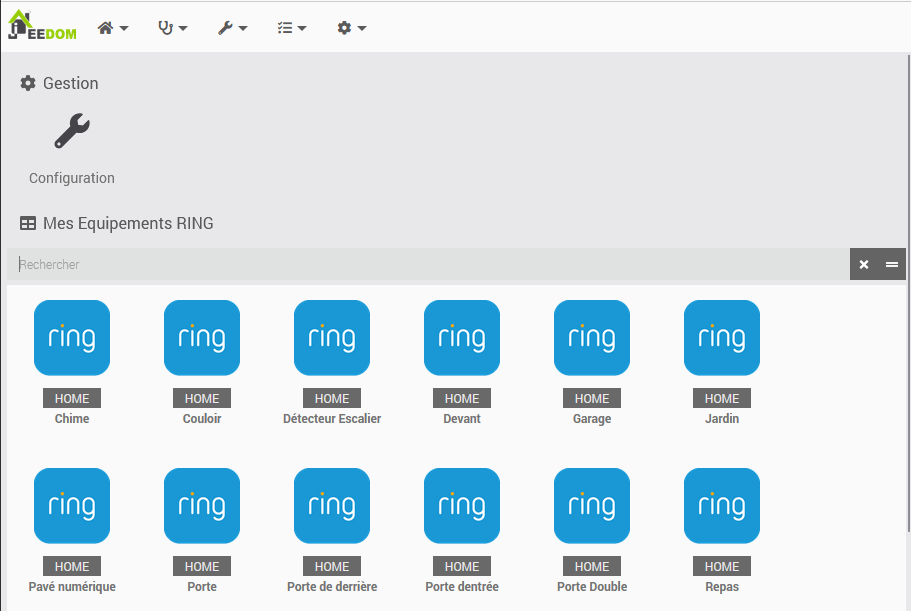 JEEDOM
Gestion
Configuration
Mes Equipements RING
Rechercher
ring ring ring ring ring ring
HOME HOME HOME HOME HOME HOME
Chime Couloir Détecteur Escalier Devant Garage Jardin
ring ring ring ring ring ring
HOME HOME HOME HOME HOME HOME
Pavé numérique Porte Porte de derrière Porte dentrée Porte Double Repas